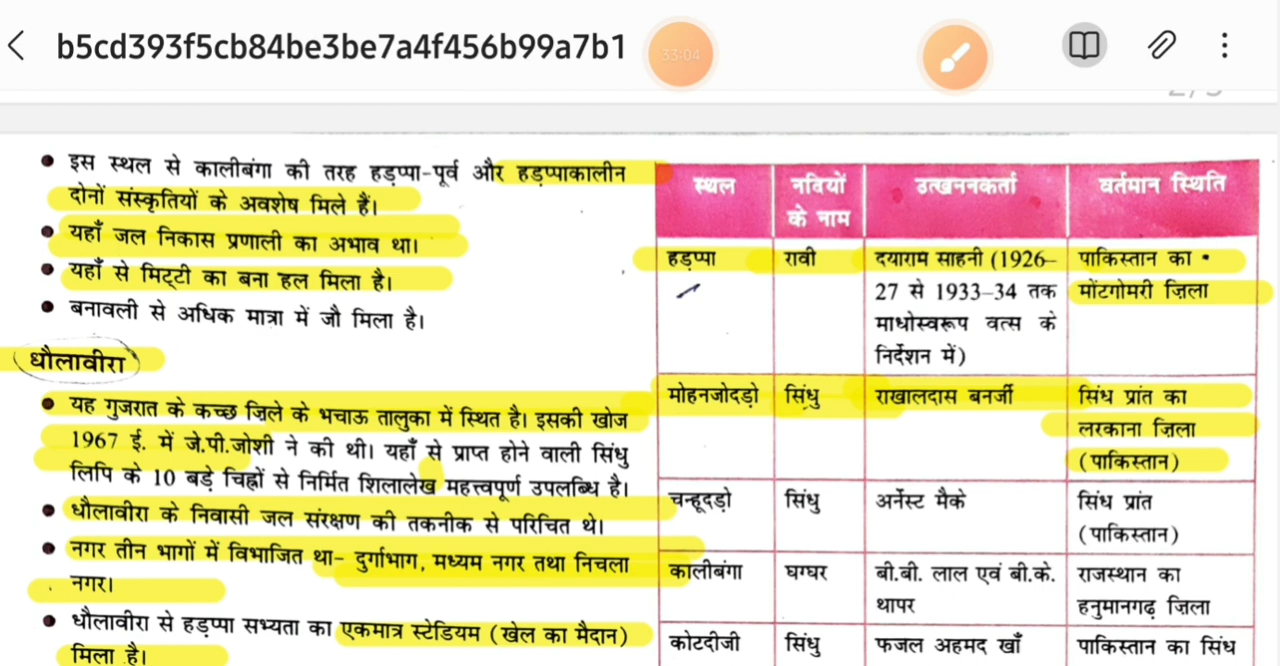 b5cd393f5cb84be3be7a4f456b99a7b1
33:04
इस स्थल से कालीबंगा की तरह हड़प्पा-पूर्व और हड़प्पाकालीन
दोनों संस्कृतियों के अवशेष मिले हैं।
यहाँ जल निकास प्रणाली का अभाव था।
यहाँ से मिट्टी का बना हल मिला है।
बनावली से अधिक मात्रा में जौ मिला है।
धौलावीरा
यह गुजरात के कच्छ ज़िले के भचाऊ तालुका में स्थित है। इसकी खोज
1967 ई. में जे.पी.जोशी ने की थी। यहाँ से प्राप्त होने वाली सिंधु
लिपि के 10 बड़े चिह्नों से निर्मित शिलालेख महत्त्वपूर्ण उपलब्धि है।
धौलावीरा के निवासी जल संरक्षण की तकनीक से परिचित थे।
नगर तीन भागों में विभाजित था– दुर्गाभाग, मध्यम नगर तथा निचला
नगर।
धौलावीरा से हड़प्पा सभ्यता का एकमात्र स्टेडियम (खेल का मैदान)
मिला है।
स्थल नदियों के नाम उत्खननकर्ता वर्तमान स्थिति
हड़प्पा रावी दयाराम साहनी (1926– पाकिस्तान का
27 से 1933–34 तक मोंटगोमरी ज़िला
माधोस्वरूप वत्स के
निर्देशन में)
मोहनजोदड़ो सिंधु राखालदास बनर्जी सिंध प्रांत का
लरकाना ज़िला
(पाकिस्तान)
चन्हूदड़ो सिंधु अर्नेस्ट मैके सिंध प्रांत
(पाकिस्तान)
कालीबंगा घग्घर बी.बी. लाल एवं बी.के. राजस्थान का
थापर हनुमानगढ़ ज़िला
कोटदीजी सिंधु फजल अहमद खाँ पाकिस्तान का सिंध